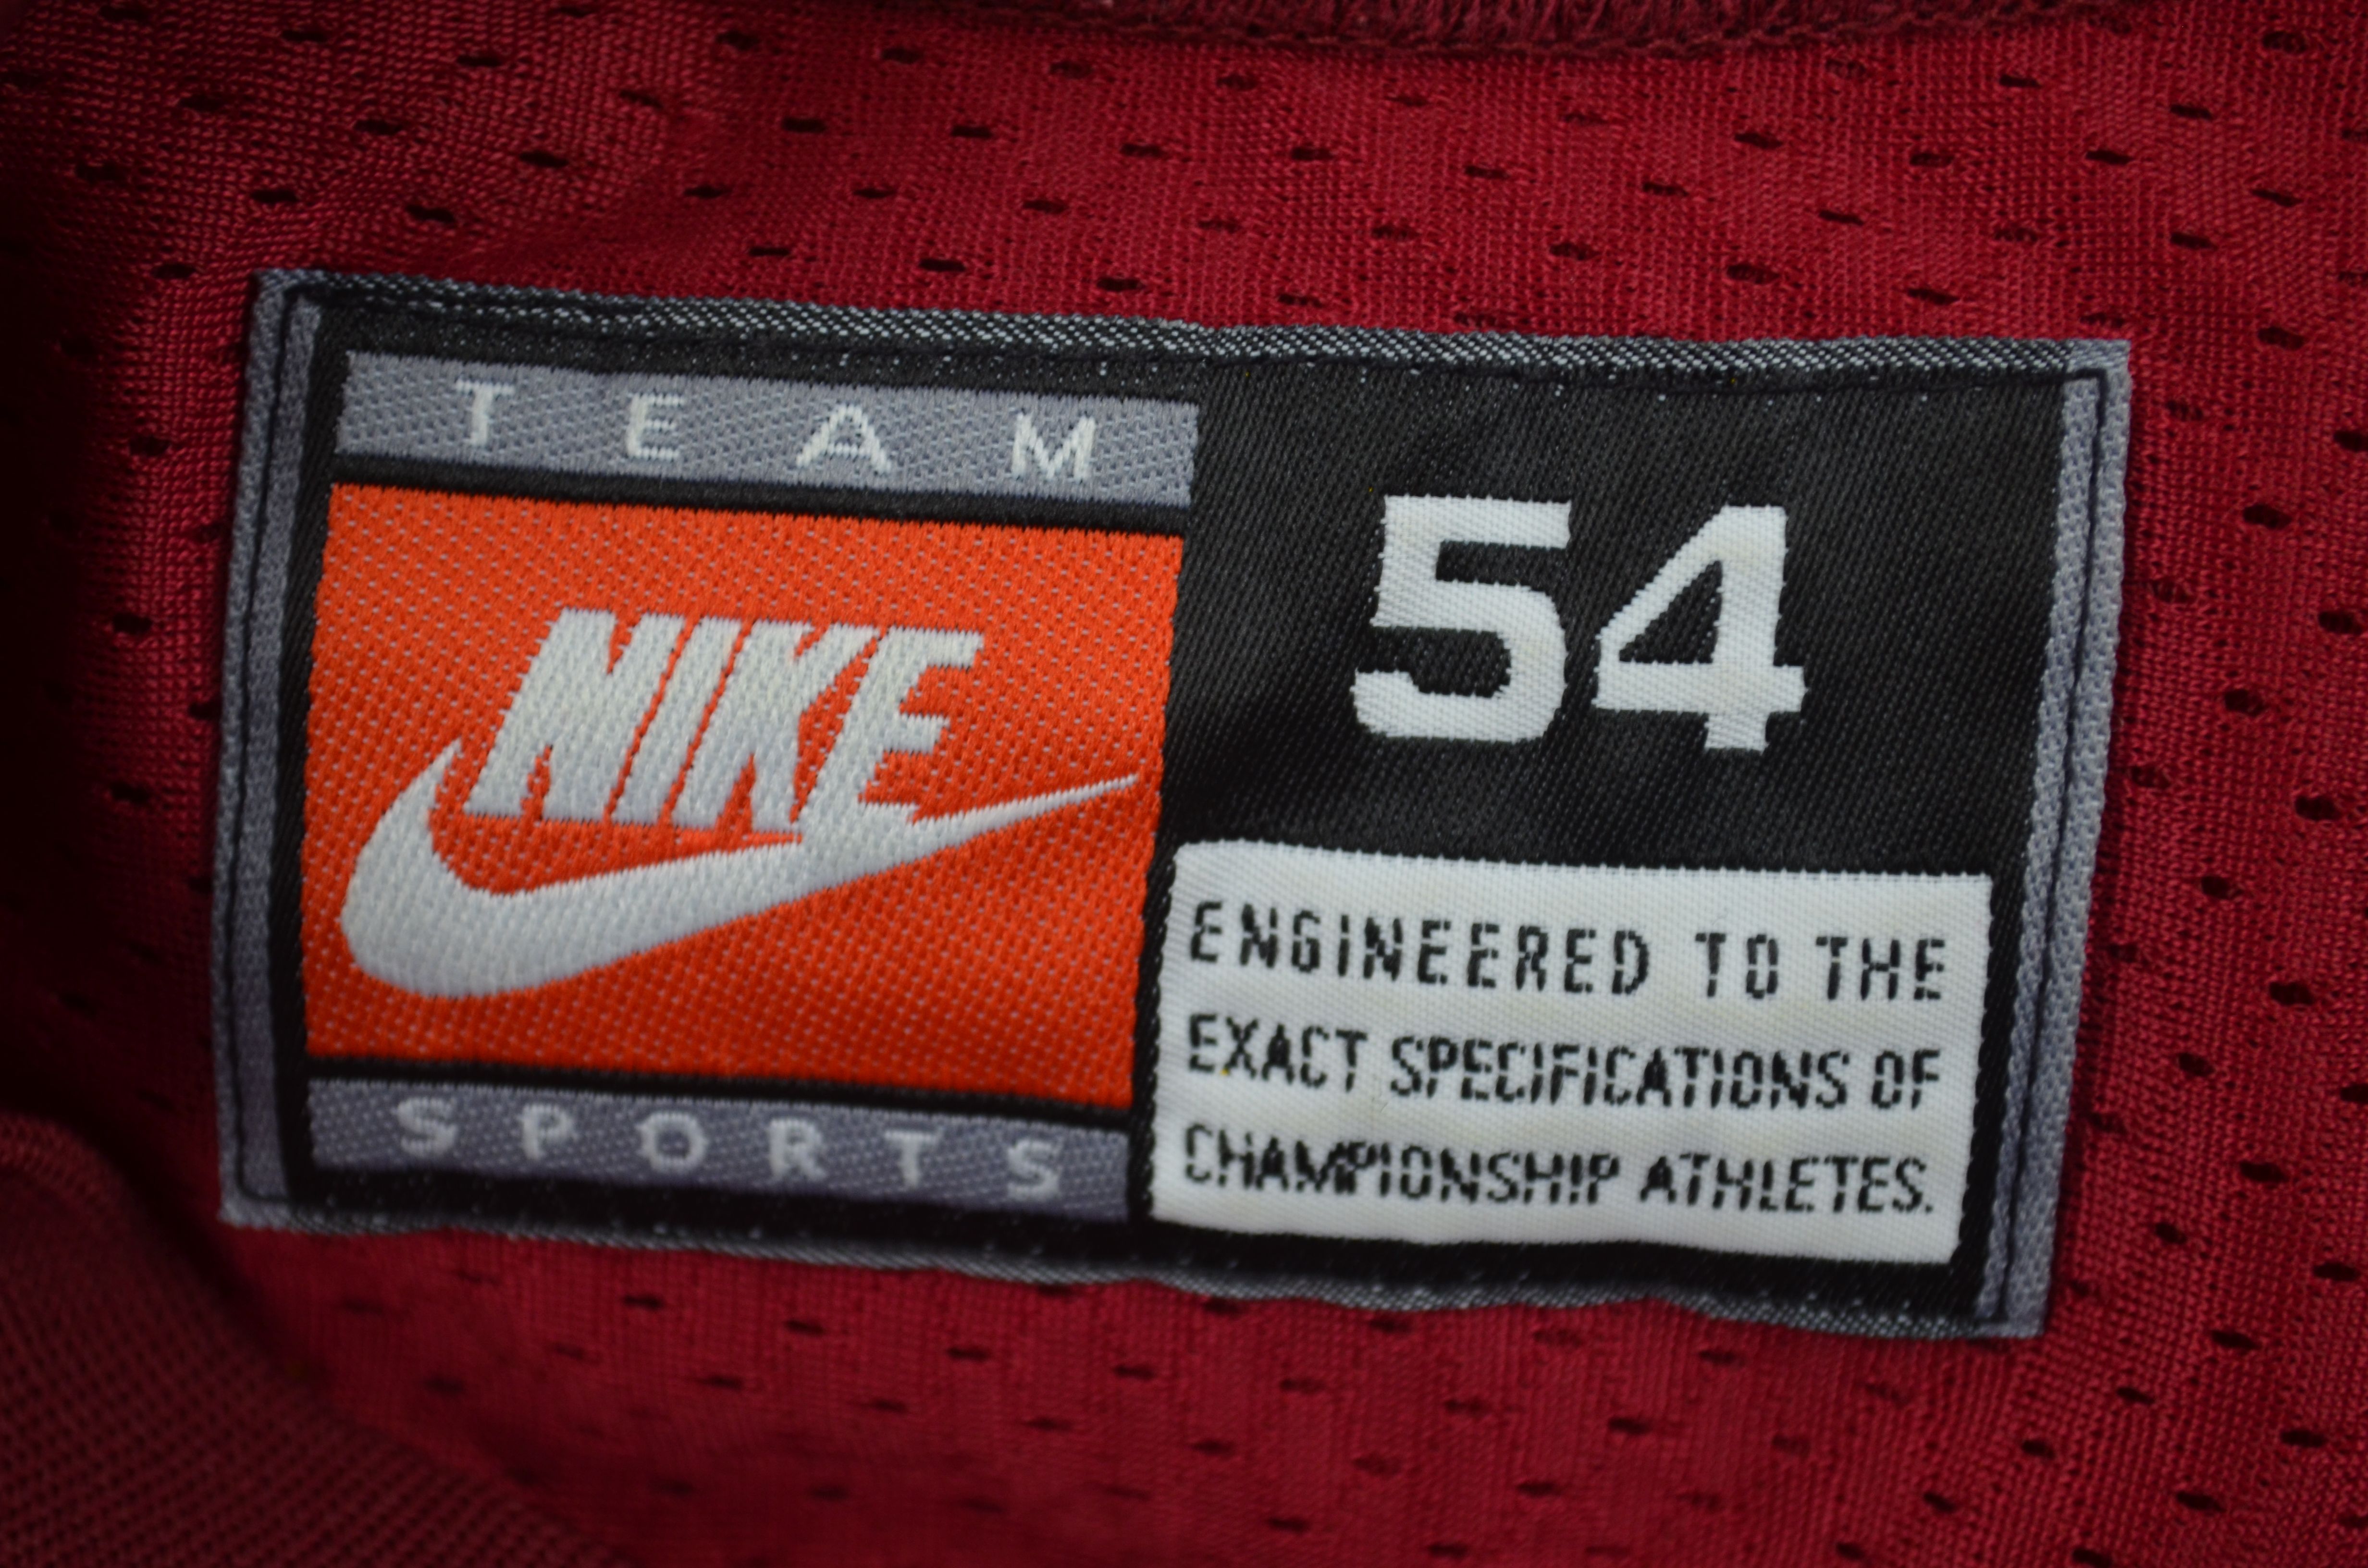 TEAM
NIKE
SPORTS
54
ENGINEERED TO THE
EXACT SPECIFICATIONS OF
CHAMPIONSHIP ATHLETES.